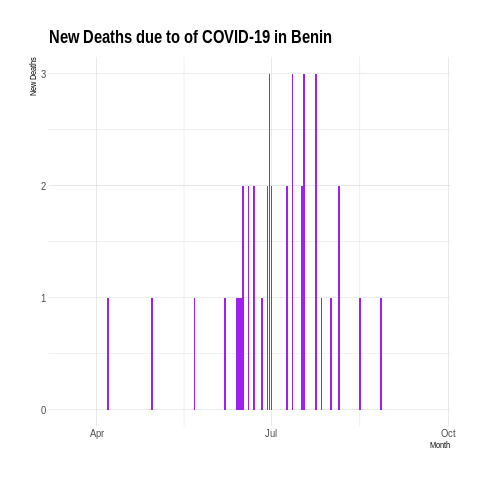 New Deaths due to of COVID-19 in Benin
New Deaths
3
2
1
0
Apr
Jul
Oct
Month